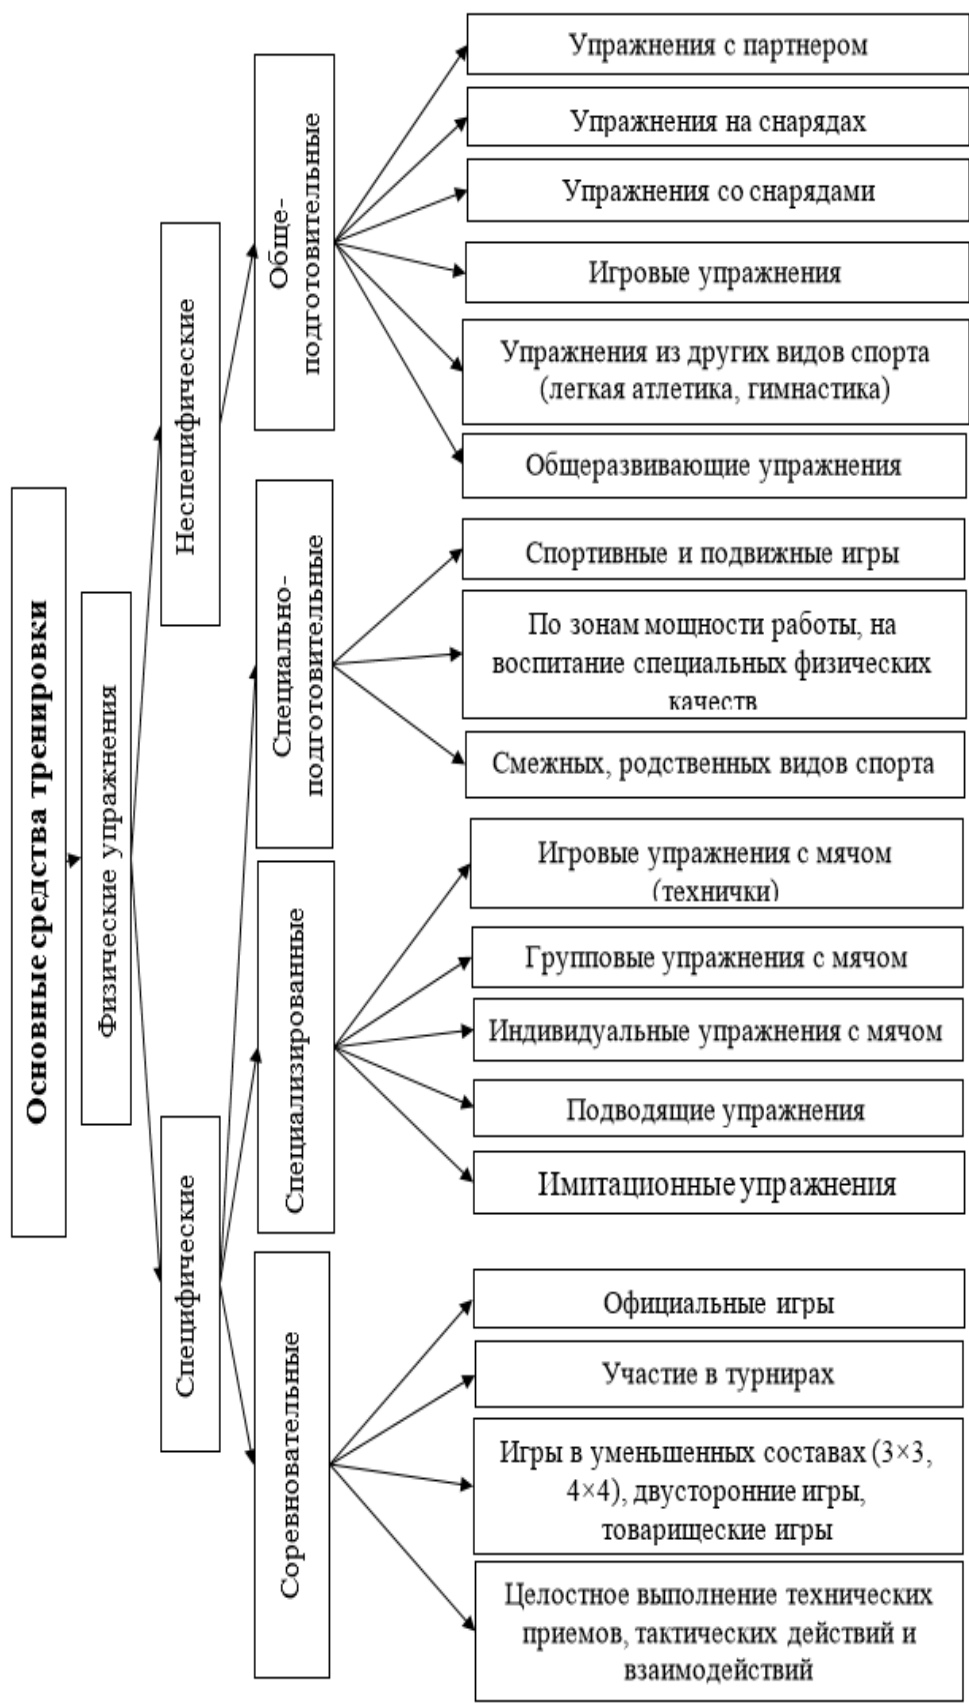 Основные средства тренировки
Физические упражнения
Неспецифические
Специфические
Обще-
подготовительные
Специально-
подготовительные
Специализированные
Соревновательные
Упражнения с партнером
Упражнения на снарядах
Упражнения со снарядами
Игровые упражнения
Упражнения из других видов спорта
(легкая атлетика, гимнастика)
Общеразвивающие упражнения
Спортивные и подвижные игры
По зонам мощности работы, на
воспитание специальных физических
качеств
Смежных, родственных видов спорта
Игровые упражнения с мячом
(технички)
Групповые упражнения с мячом
Индивидуальные упражнения с мячом
Подводящие упражнения
Имитационные упражнения
Официальные игры
Участие в турнирах
Игры в уменьшенных составах (3×3,
4×4), двусторонние игры,
товарищеские игры
Целостное выполнение технических
приемов, тактических действий и
взаимодействий